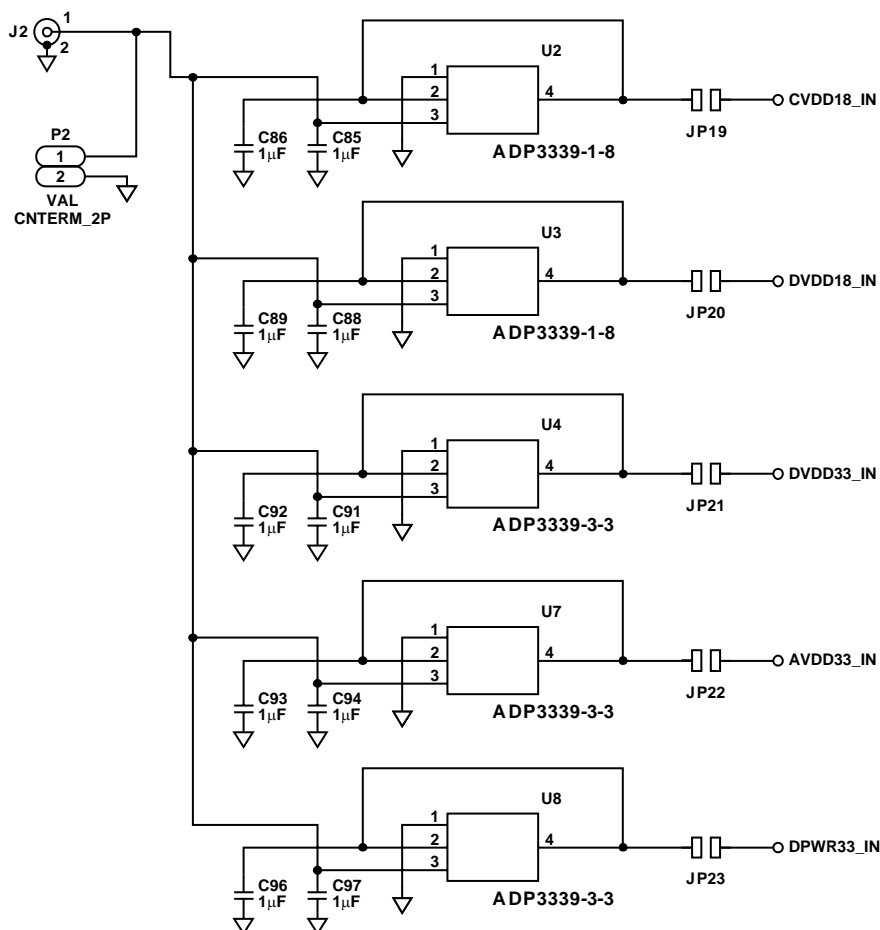 J2
1
2
P2
1
2
VAL
CNTERM_2P
U2
1
2
3
4
C86
1μF
C85
1μF
ADP3339-1-8
JP19
CVDD18_IN
U3
1
2
3
4
C89
1μF
C88
1μF
ADP3339-1-8
JP20
DVDD18_IN
U4
1
2
3
4
C92
1μF
C91
1μF
ADP3339-3-3
JP21
DVDD33_IN
U7
1
2
3
4
C93
1μF
C94
1μF
ADP3339-3-3
JP22
AVDD33_IN
U8
1
2
3
4
C96
1μF
C97
1μF
ADP3339-3-3
JP23
DPWR33_IN